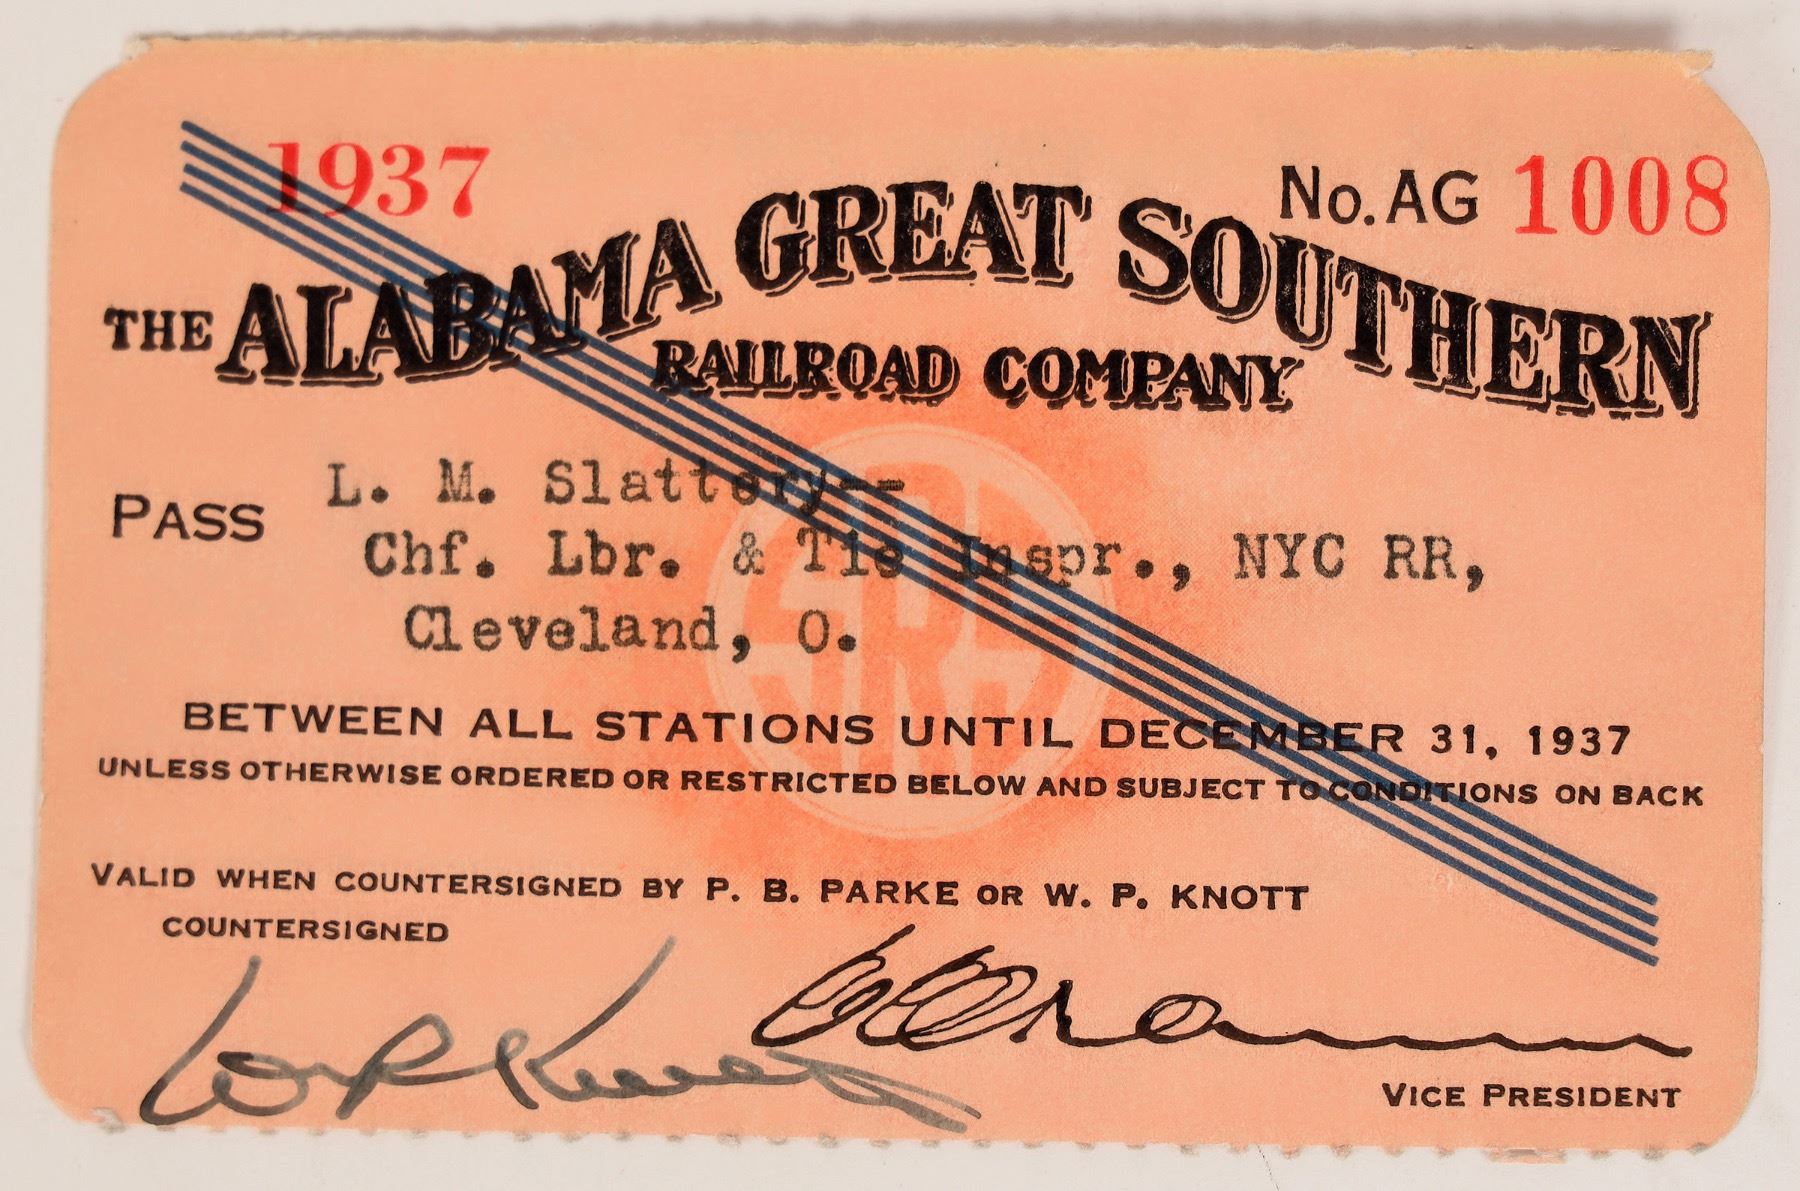 1937
No. AG 1008
THE ALABAMA GREAT SOUTHERN
RAILROAD COMPANY
PASS
L. M. Slattery--
Chf. Lbr. & Tie Inspr., NYC RR,
Cleveland, O.
BETWEEN ALL STATIONS UNTIL DECEMBER 31, 1937
UNLESS OTHERWISE ORDERED OR RESTRICTED BELOW AND SUBJECT TO CONDITIONS ON BACK
VALID WHEN COUNTERSIGNED BY P. B. PARKE OR W. P. KNOTT
COUNTERSIGNED
W P Knott
VICE PRESIDENT